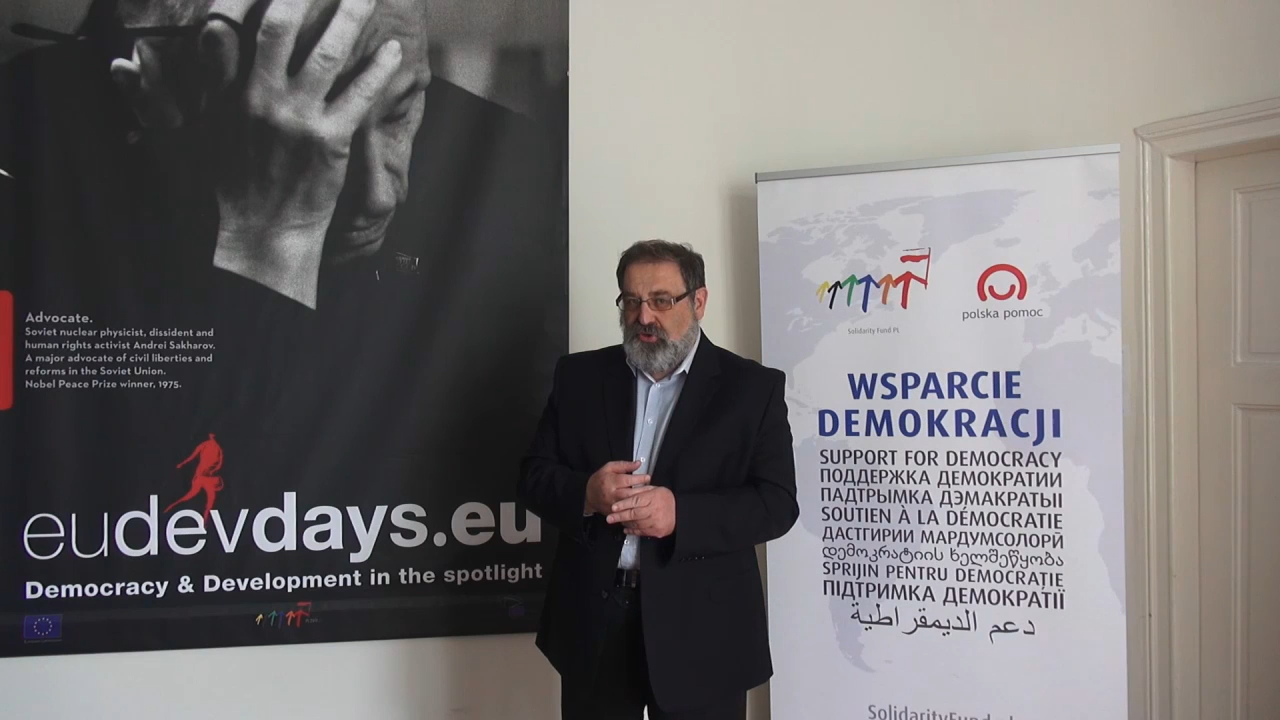 Advocate.
Soviet nuclear physicist, dissident and
human rights activist Andrei Sakharov.
A major advocate of civil liberties and
reforms in the Soviet Union.
Nobel Peace Prize winner, 1975.
eudevdays.eu
Democracy & Development in the spotlight
Solidarity Fund PL
polska pomoc
WSPARCIE
DEMOKRACJI
SUPPORT FOR DEMOCRACY
ПОДДЕРЖКА ДЕМОКРАТИИ
ПАДТРЫМКА ДЭМАКРАТЫІ
SOUTIEN À LA DÉMOCRATIE
ДАСТГИРИИ МАРДУМСОЛОРӢ
დემოკრატიის ხელშეწყობა
SPRIJIN PENTRU DEMOCRAȚIE
ПІДТРИМКА ДЕМОКРАТІЇ
دعم الديمقراطية